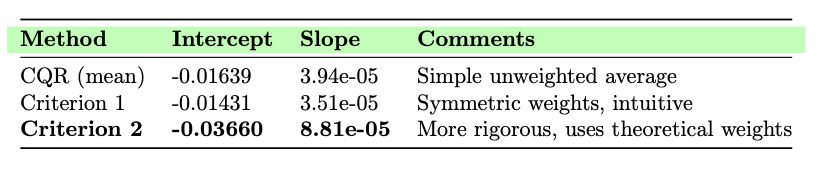 Method Intercept Slope Comments
CQR (mean) -0.01639 3.94e-05 Simple unweighted average
Criterion 1 -0.01431 3.51e-05 Symmetric weights, intuitive
Criterion 2 -0.03660 8.81e-05 More rigorous, uses theoretical weights